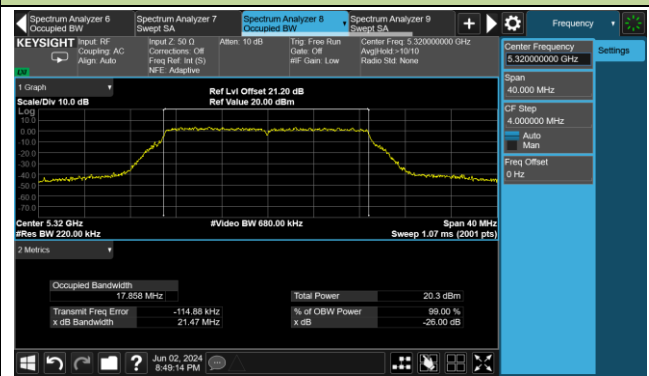 Spectrum Analyzer 6
Occupied BW
Spectrum Analyzer 7
Swept SA
Spectrum Analyzer 8
Occupied BW
Spectrum Analyzer 9
Swept SA
Frequency
KEYSIGHT
Input: RF
Coupling: AC
Align: Auto
Input Z: 50 Ω
Corrections: Off
Freq Ref: Int (S)
NFE: Adaptive
Atten: 10 dB
Trig: Free Run
Gate: Off
#IF Gain: Low
Center Freq: 5.320000000 GHz
Avg|Hold:>10/10
Radio Std: None
Center Frequency
5.320000000 GHz
Settings
Span
40.000 MHz
CF Step
4.000000 MHz
Auto
Man
Freq Offset
0 Hz
1 Graph
Scale/Div 10.0 dB
Ref Lvl Offset 21.20 dB
Ref Value 20.00 dBm
Log
10.0
0.00
-10.0
-20.0
-30.0
-40.0
-50.0
-60.0
-70.0
Center 5.32 GHz
#Res BW 220.00 kHz
#Video BW 680.00 kHz
Span 40 MHz
Sweep 1.07 ms (2001 pts)
2 Metrics
Occupied Bandwidth
17.858 MHz
Total Power 20.3 dBm
Transmit Freq Error -114.88 kHz
% of OBW Power 99.00 %
x dB Bandwidth 21.47 MHz
x dB -26.00 dB
?
Jun 02, 2024
8:49:14 PM